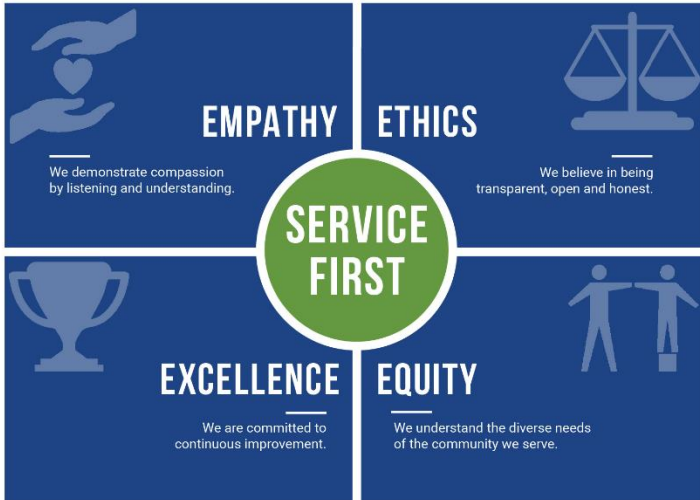 EMPATHY
We demonstrate compassion
by listening and understanding.
ETHICS
We believe in being
transparent, open and honest.
SERVICE
FIRST
EXCELLENCE
We are committed to
continuous improvement.
EQUITY
We understand the diverse needs
of the community we serve.